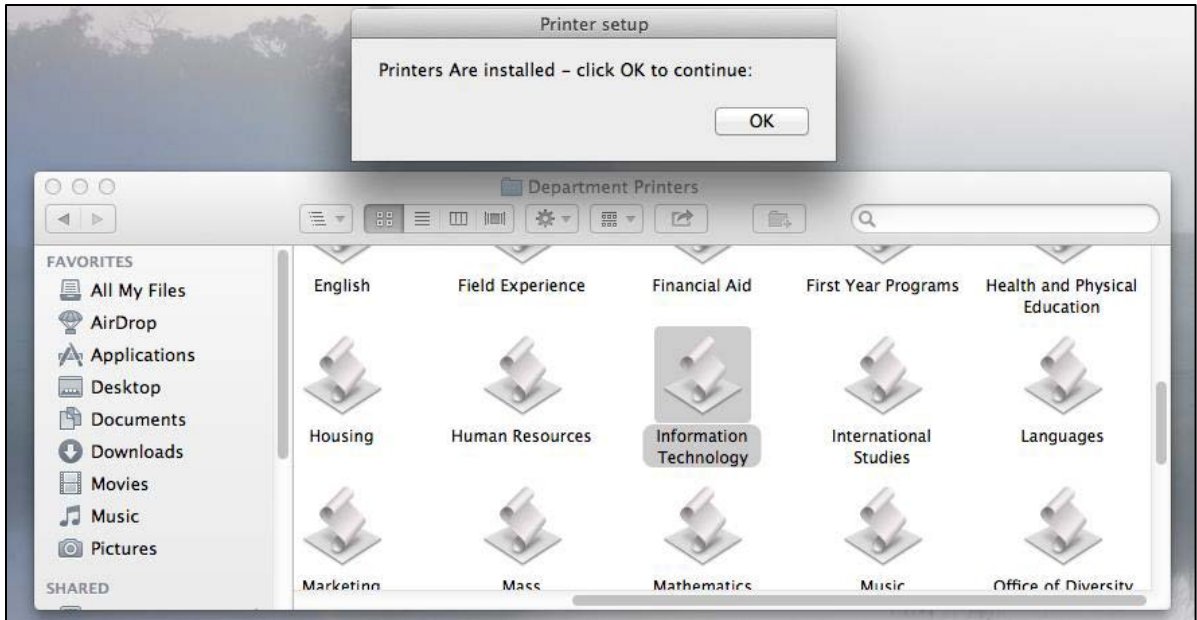 Printer setup
Printers Are installed – click OK to continue:
OK
Department Printers
FAVORITES
All My Files
AirDrop
Applications
Desktop
Documents
Downloads
Movies
Music
Pictures
SHARED
English
Field Experience
Financial Aid
First Year Programs
Health and Physical
Education
Housing
Human Resources
Information
Technology
International
Studies
Languages
Marketing
Mass
Mathematics
Music
Office of Diversity